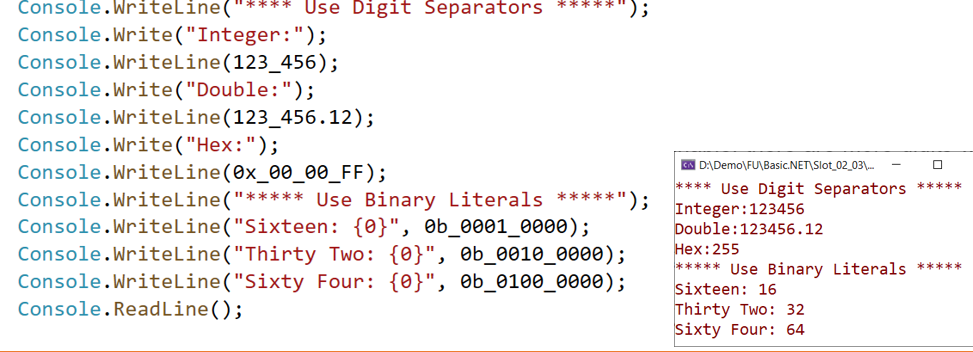 Console.WriteLine("**** Use Digit Separators *****");
Console.Write("Integer:");
Console.WriteLine(123_456);
Console.Write("Double:");
Console.WriteLine(123_456.12);
Console.Write("Hex:");
Console.WriteLine(0x_00_00_FF);
Console.WriteLine("***** Use Binary Literals *****");
Console.WriteLine("Sixteen: {0}", 0b_0001_0000);
Console.WriteLine("Thirty Two: {0}", 0b_0010_0000);
Console.WriteLine("Sixty Four: {0}", 0b_0100_0000);
Console.ReadLine();
D:\Demo\FU\Basic.NET\Slot_02_03\...
**** Use Digit Separators *****
Integer:123456
Double:123456.12
Hex:255
***** Use Binary Literals *****
Sixteen: 16
Thirty Two: 32
Sixty Four: 64